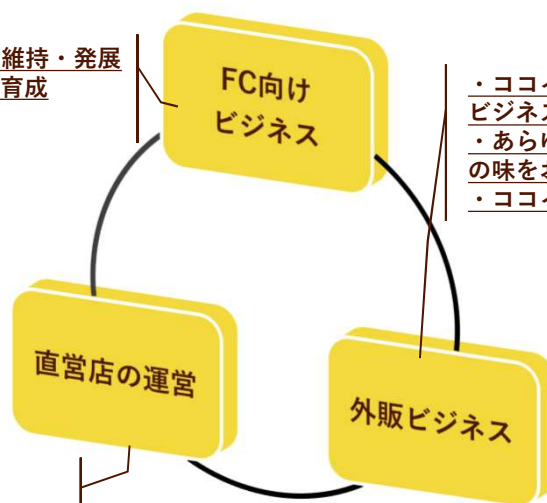 維持・発展
育成
FC向け
ビジネス
・ココイ
ビジネス
・あらゆ
の味をお
・ココイ
直営店の運営
外販ビジネス